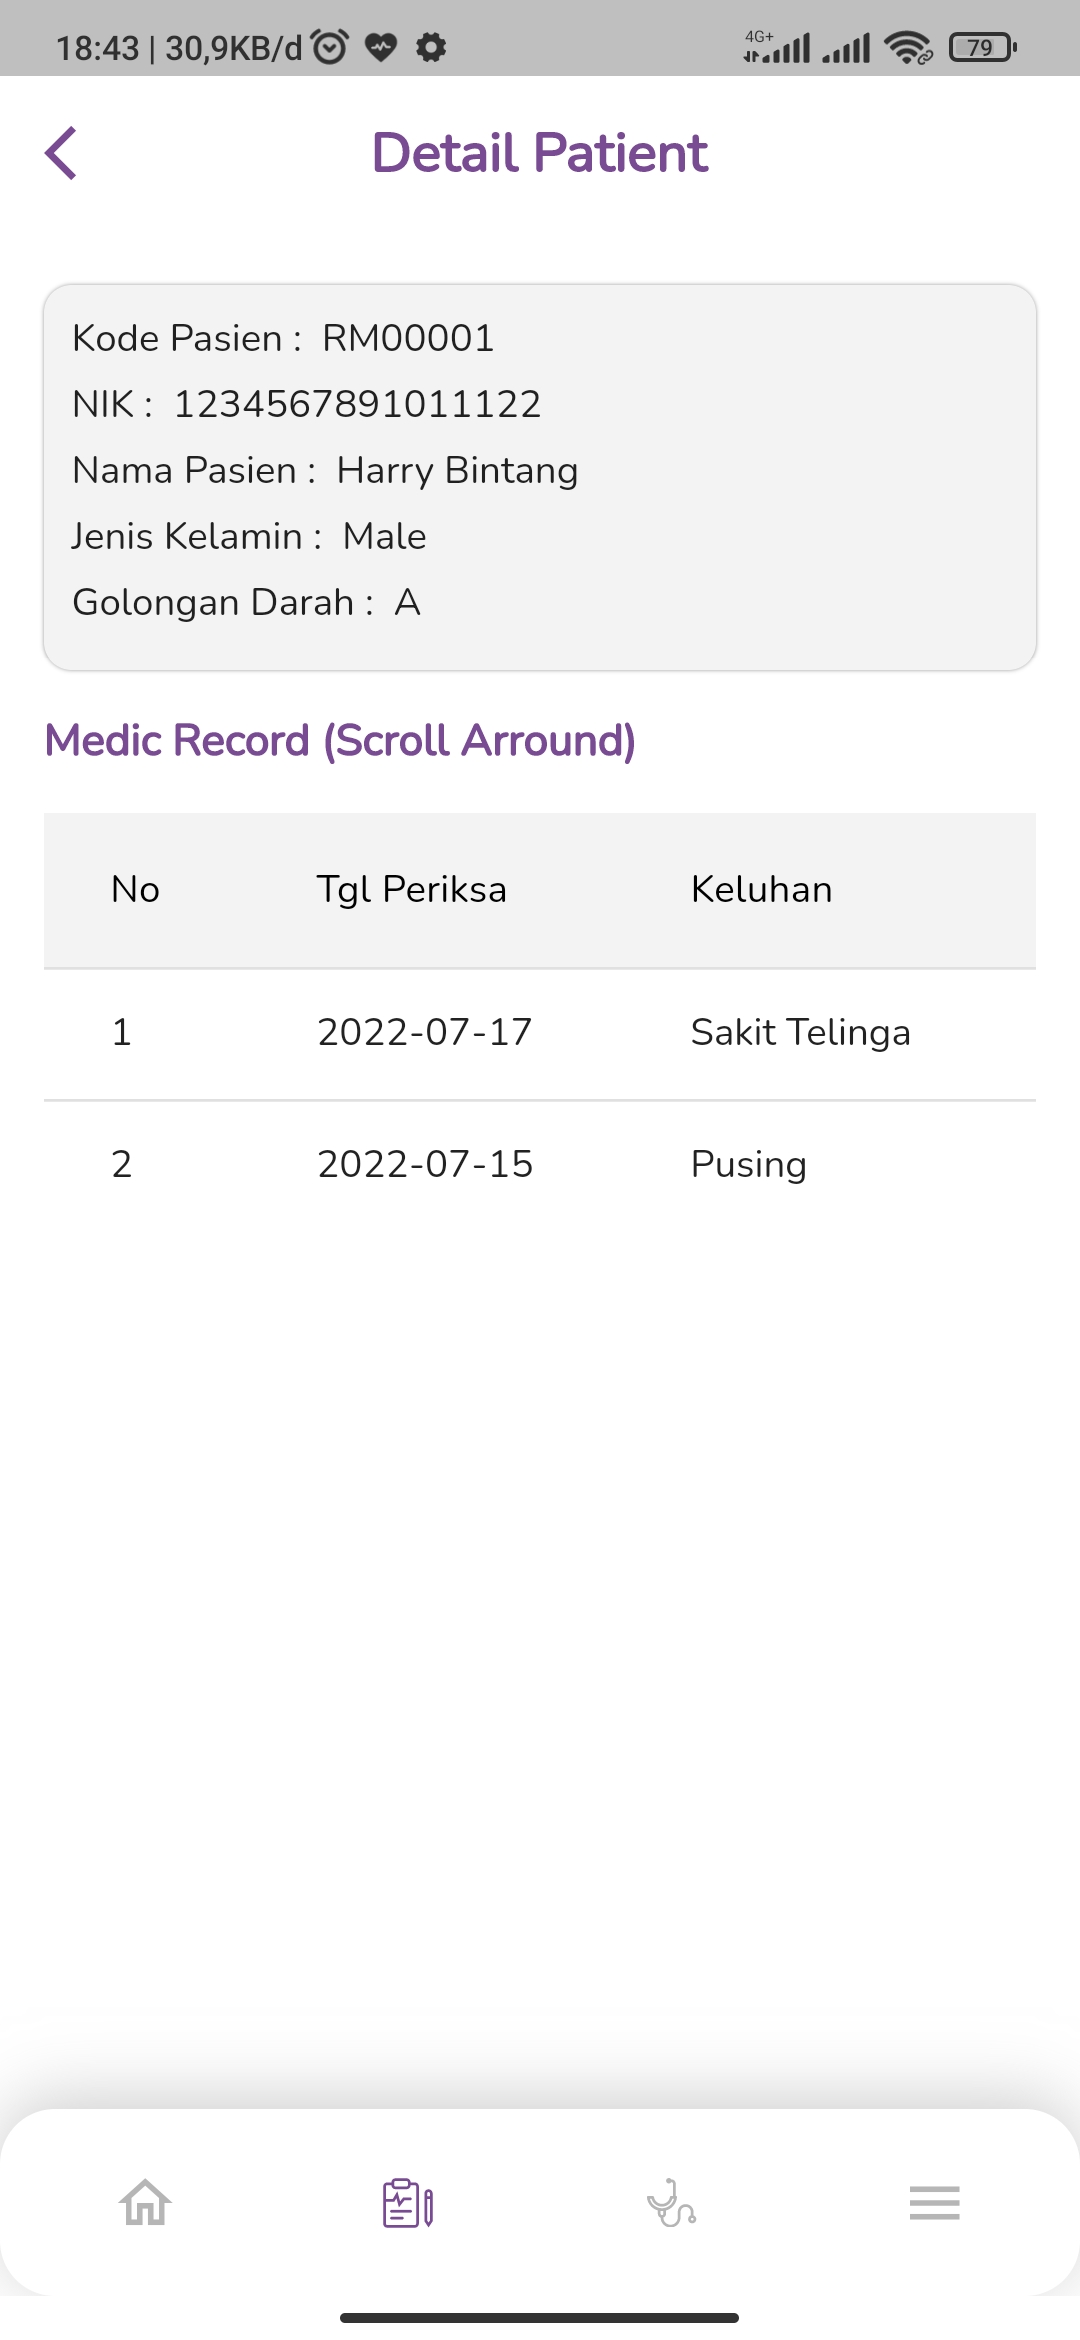 18:43 | 30,9KB/d 4G+ 79
Detail Patient
Kode Pasien : RM00001
NIK : 1234567891011122
Nama Pasien : Harry Bintang
Jenis Kelamin : Male
Golongan Darah : A
Medic Record (Scroll Arround)
No Tgl Periksa Keluhan
1 2022-07-17 Sakit Telinga
2 2022-07-15 Pusing